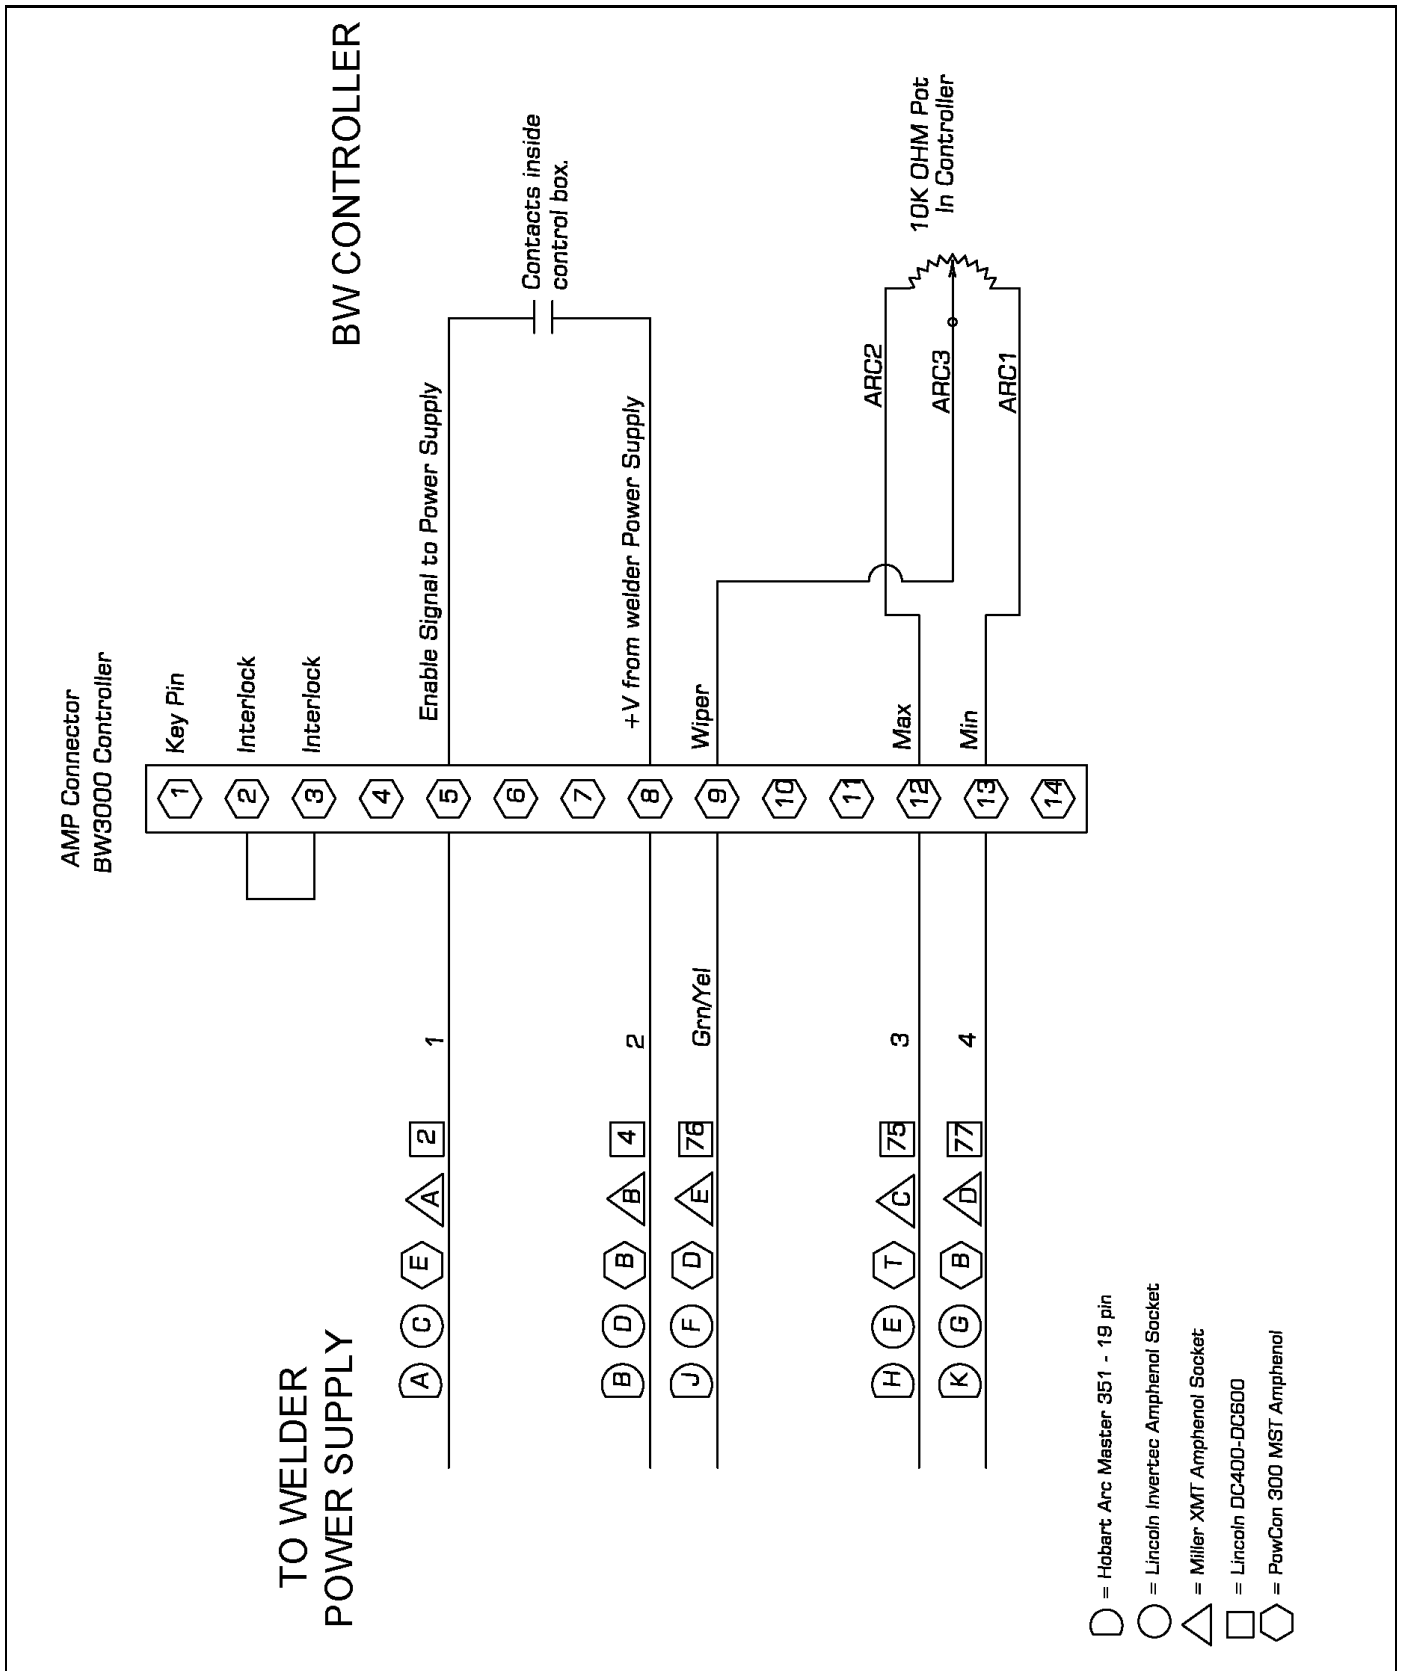 BW CONTROLLER
AMP Connector
BW3000 Controller
Key Pin
Interlock
Interlock
Enable Signal to Power Supply
+V from welder Power Supply
Wiper
Max
Min
Contacts inside
control box.
10K OHM Pot
In Controller
ARC2
ARC3
ARC1
1
2
3
4
5
6
7
8
9
10
11
12
13
14
TO WELDER
POWER SUPPLY
A C E A 2 1
B D B B 4 2
J F D E 76 Grn/Yel
H E T C 75 3
K G B D 77 4
= Hobart Arc Master 351 - 19 pin
= Lincoln Invertec Amphenol Socket
= Miller XMT Amphenol Socket
= Lincoln DC400-DC600
= PowCon 300 MST Amphenol